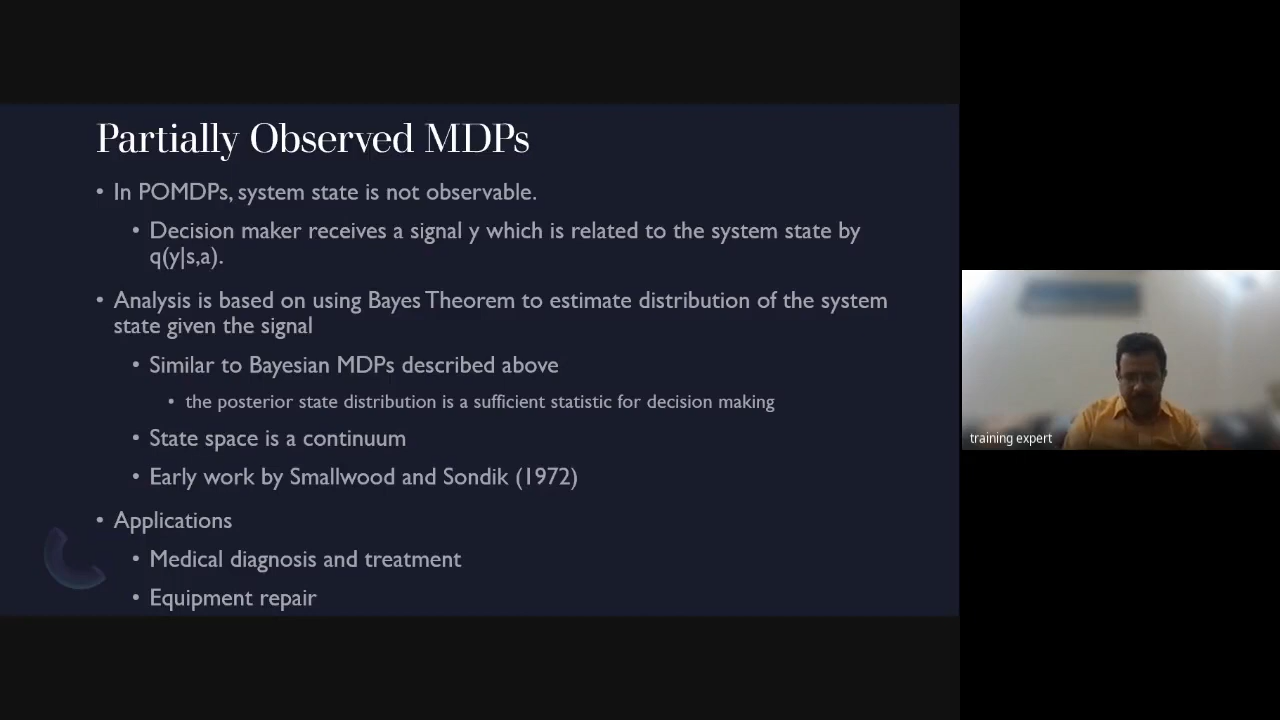 Partially Observed MDPs
• In POMDPs, system state is not observable.
• Decision maker receives a signal y which is related to the system state by
q(y|s,a).
• Analysis is based on using Bayes Theorem to estimate distribution of the system
state given the signal
• Similar to Bayesian MDPs described above
• the posterior state distribution is a sufficient statistic for decision making
• State space is a continuum
• Early work by Smallwood and Sondik (1972)
• Applications
• Medical diagnosis and treatment
• Equipment repair
training expert